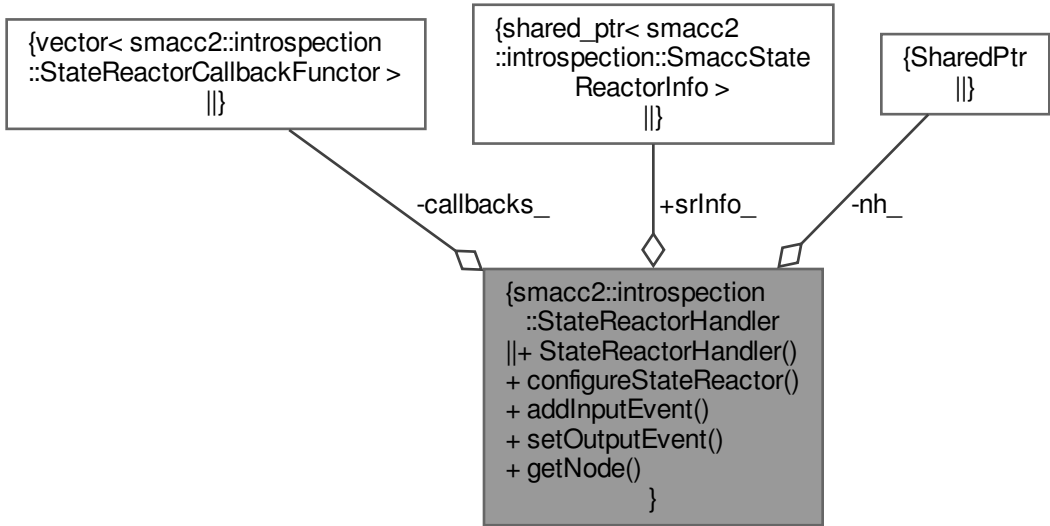 {vector< smacc2::introspection
::StateReactorCallbackFunctor >
||}
{shared_ptr< smacc2
::introspection::SmaccState
ReactorInfo >
||}
{SharedPtr
||}
-callbacks_
+srInfo_
-nh_
{smacc2::introspection
::StateReactorHandler
||+ StateReactorHandler()
+ configureStateReactor()
+ addInputEvent()
+ setOutputEvent()
+ getNode()
}